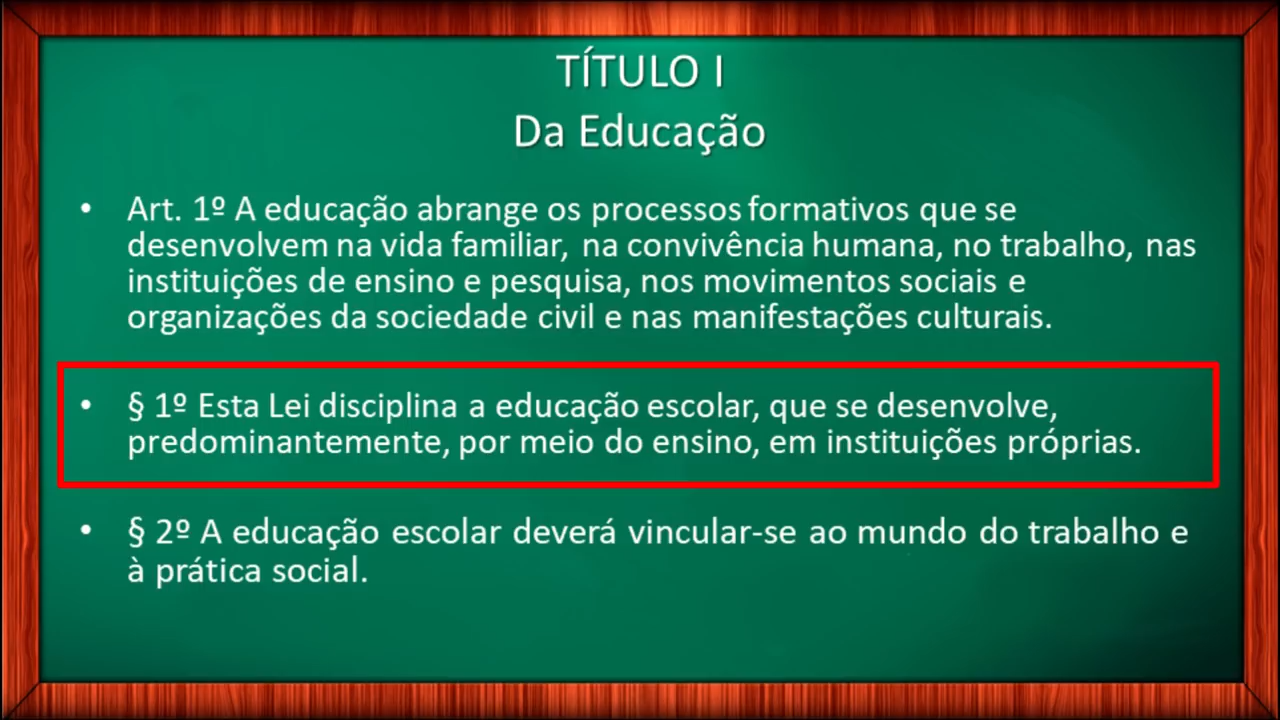 TÍTULO I
Da Educação
• Art. 1º A educação abrange os processos formativos que se
desenvolvem na vida familiar, na convivência humana, no trabalho, nas
instituições de ensino e pesquisa, nos movimentos sociais e
organizações da sociedade civil e nas manifestações culturais.
• § 1º Esta Lei disciplina a educação escolar, que se desenvolve,
predominantemente, por meio do ensino, em instituições próprias.
• § 2º A educação escolar deverá vincular-se ao mundo do trabalho e
à prática social.